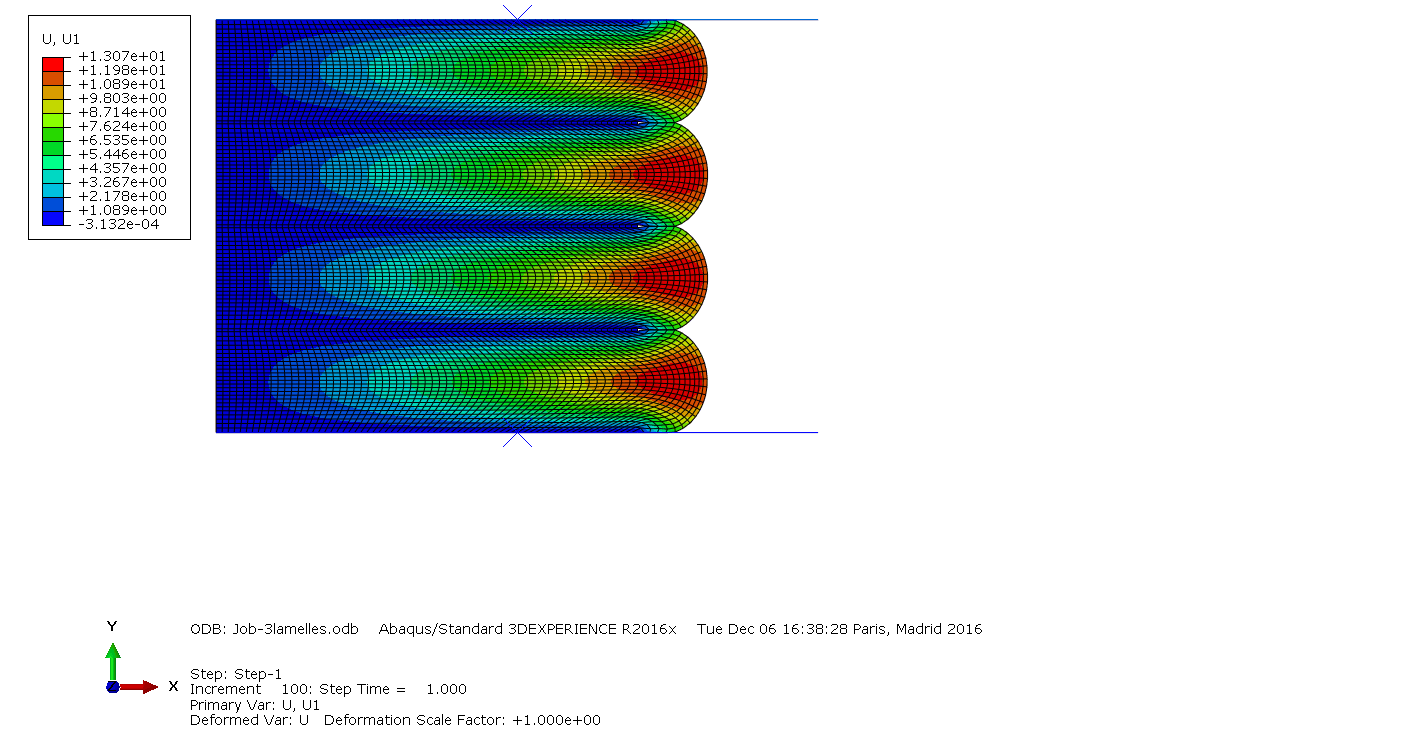 U, U1
+1.307e+01
+1.198e+01
+1.089e+01
+9.803e+00
+8.714e+00
+7.624e+00
+6.535e+00
+5.446e+00
+4.357e+00
+3.267e+00
+2.178e+00
+1.089e+00
-3.132e-04
Y
X
ODB: Job-3lamelles.odb Abaqus/Standard 3DEXPERIENCE R2016x Tue Dec 06 16:38:28 Paris, Madrid 2016
Step: Step-1
Increment 100: Step Time = 1.000
Primary Var: U, U1
Deformed Var: U Deformation Scale Factor: +1.000e+00